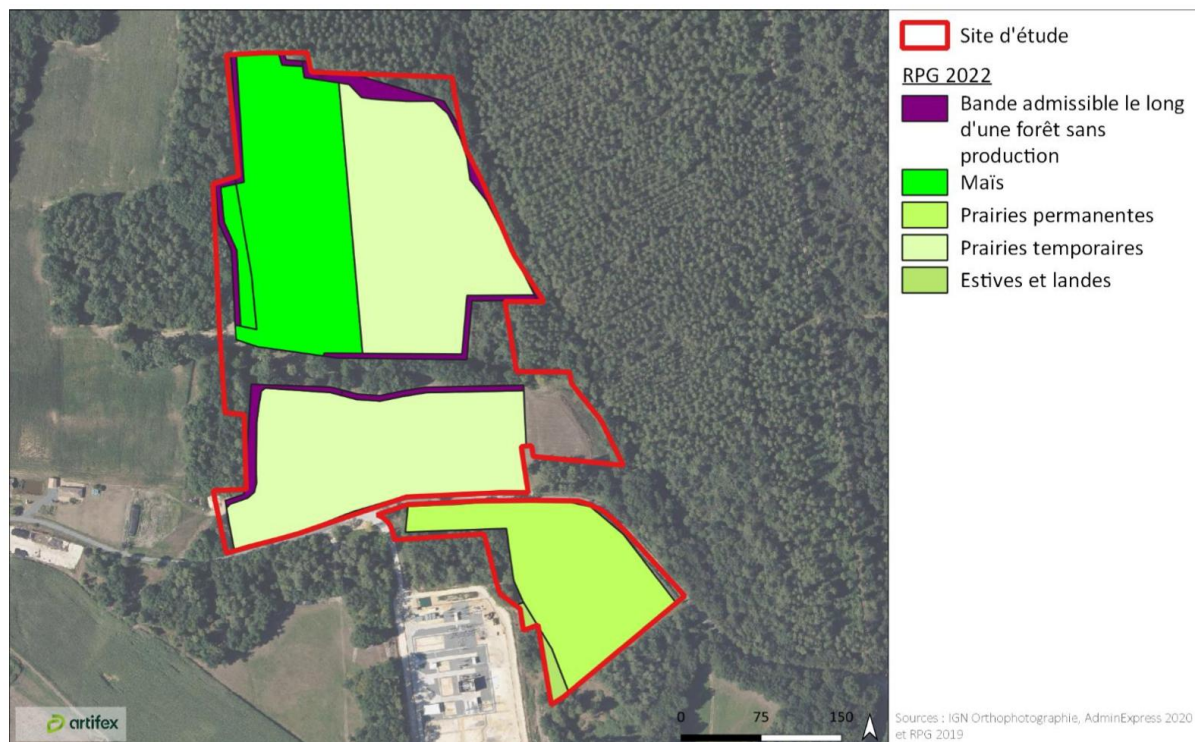 Site d'étude
RPG 2022
Bande admissible le long
d'une forêt sans
production
Maïs
Prairies permanentes
Prairies temporaires
Estives et landes
artifex
0 75 150
Sources : IGN Orthophotographie, AdminExpress 2020
et RPG 2019